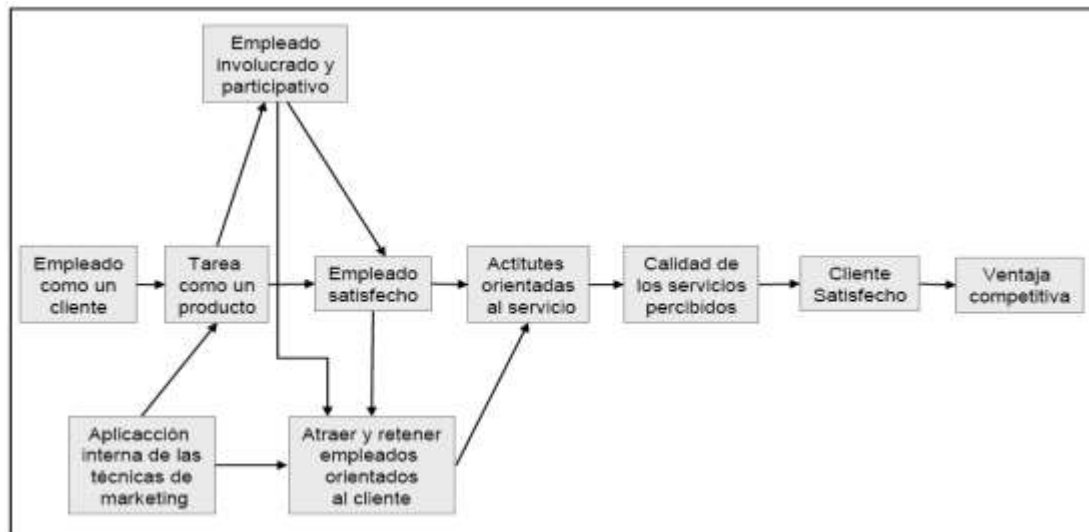 Empleado
involucrado y
participativo
Empleado
como un
cliente
Tarea
como un
producto
Empleado
satisfecho
Actitutes
orientadas
al servicio
Calidad de
los servicios
percibidos
Cliente
Satisfecho
Ventaja
competitiva
Aplicacción
interna de las
técnicas de
marketing
Atraer y retener
empleados
orientados
al cliente